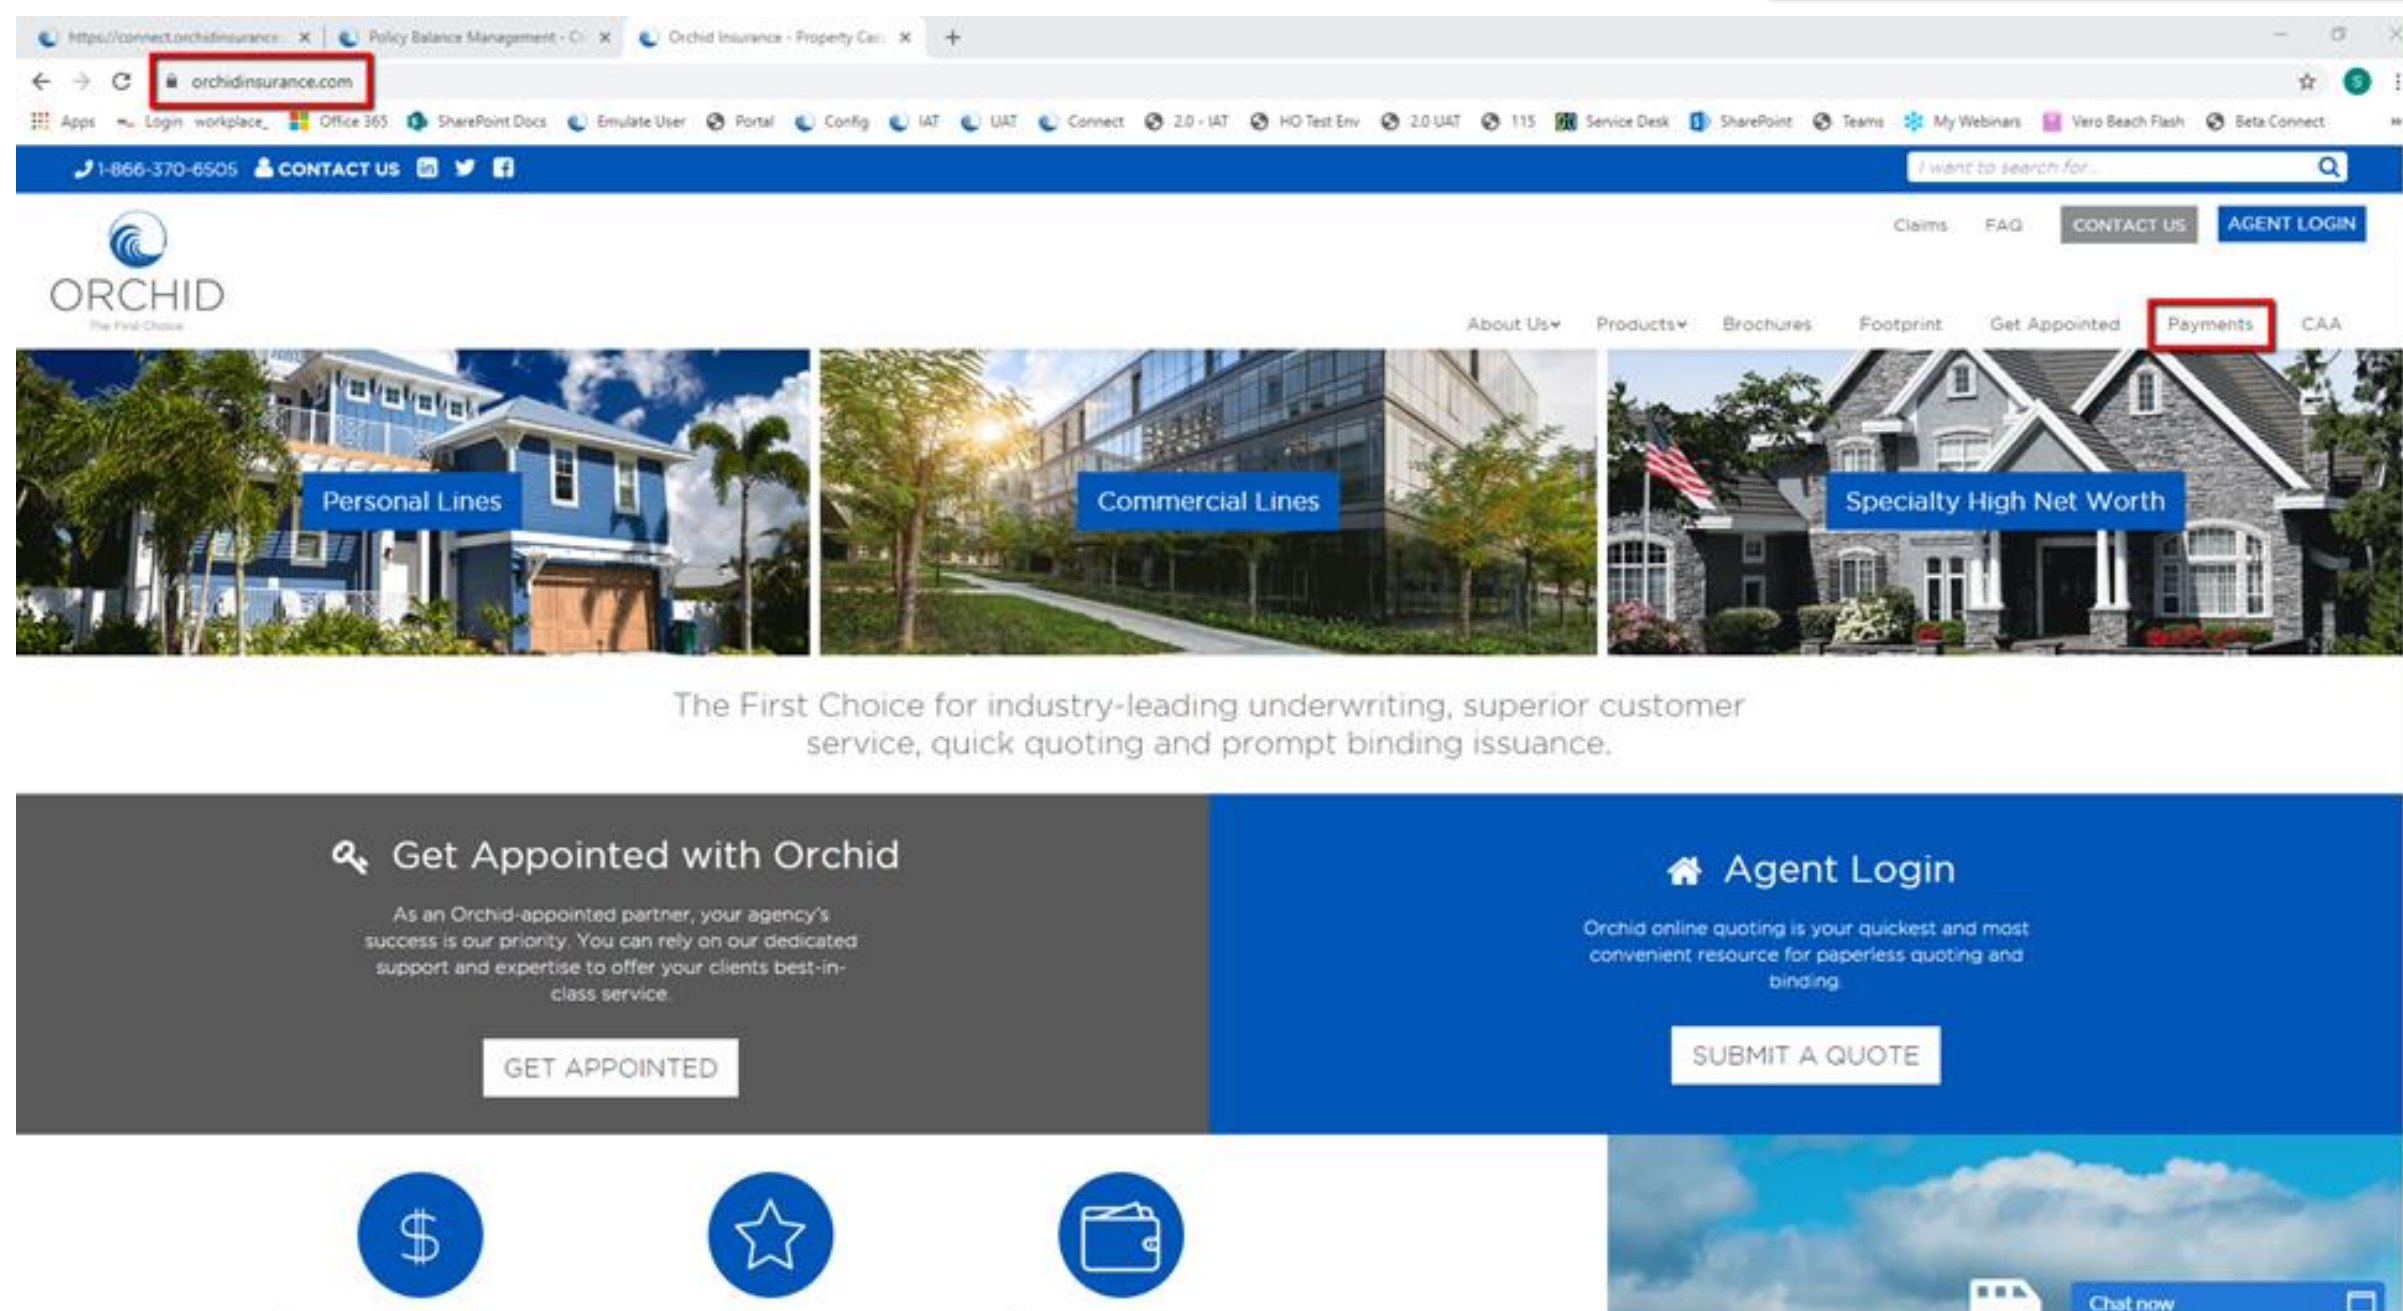 https://connect.orchidinsurance
Policy Balance Management - C
Orchid Insurance - Property Cas
orchidinsurance.com
Apps
Login workplace_
Office 365
SharePoint Docs
Emulate User
Portal
Config
IAT
UAT
Connect
2.0 - IAT
HO Test Env
2.0 UAT
115
Service Desk
SharePoint
Teams
My Webinars
Vero Beach Flash
Beta Connect
1-866-370-6505
CONTACT US
I want to search for...
Claims
FAQ
CONTACT US
AGENT LOGIN
ORCHID
The First Choice
About Us
Products
Brochures
Footprint
Get Appointed
Payments
CAA
Personal Lines
Commercial Lines
Specialty High Net Worth
The First Choice for industry-leading underwriting, superior customer
service, quick quoting and prompt binding issuance.
Get Appointed with Orchid
As an Orchid-appointed partner, your agency's
success is our priority. You can rely on our dedicated
support and expertise to offer your clients best-in-
class service.
GET APPOINTED
Agent Login
Orchid online quoting is your quickest and most
convenient resource for paperless quoting and
binding.
SUBMIT A QUOTE
Chat now